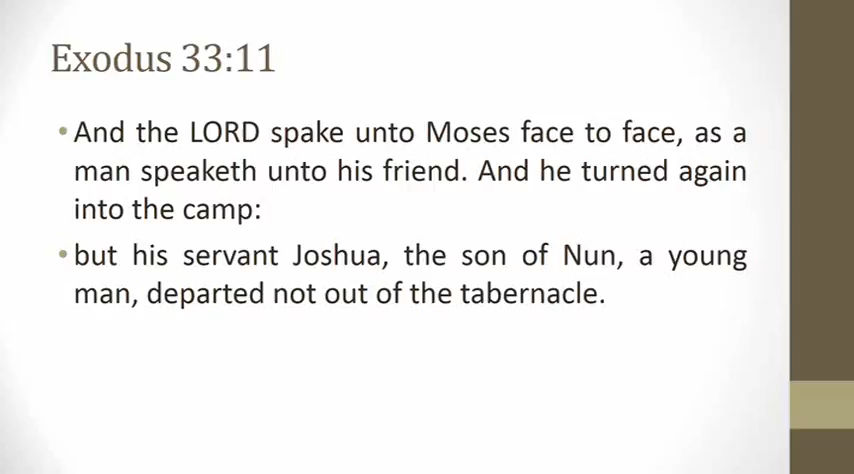 Exodus 33:11
•And the LORD spake unto Moses face to face, as a
man speaketh unto his friend. And he turned again
into the camp:
•but his servant Joshua, the son of Nun, a young
man, departed not out of the tabernacle.